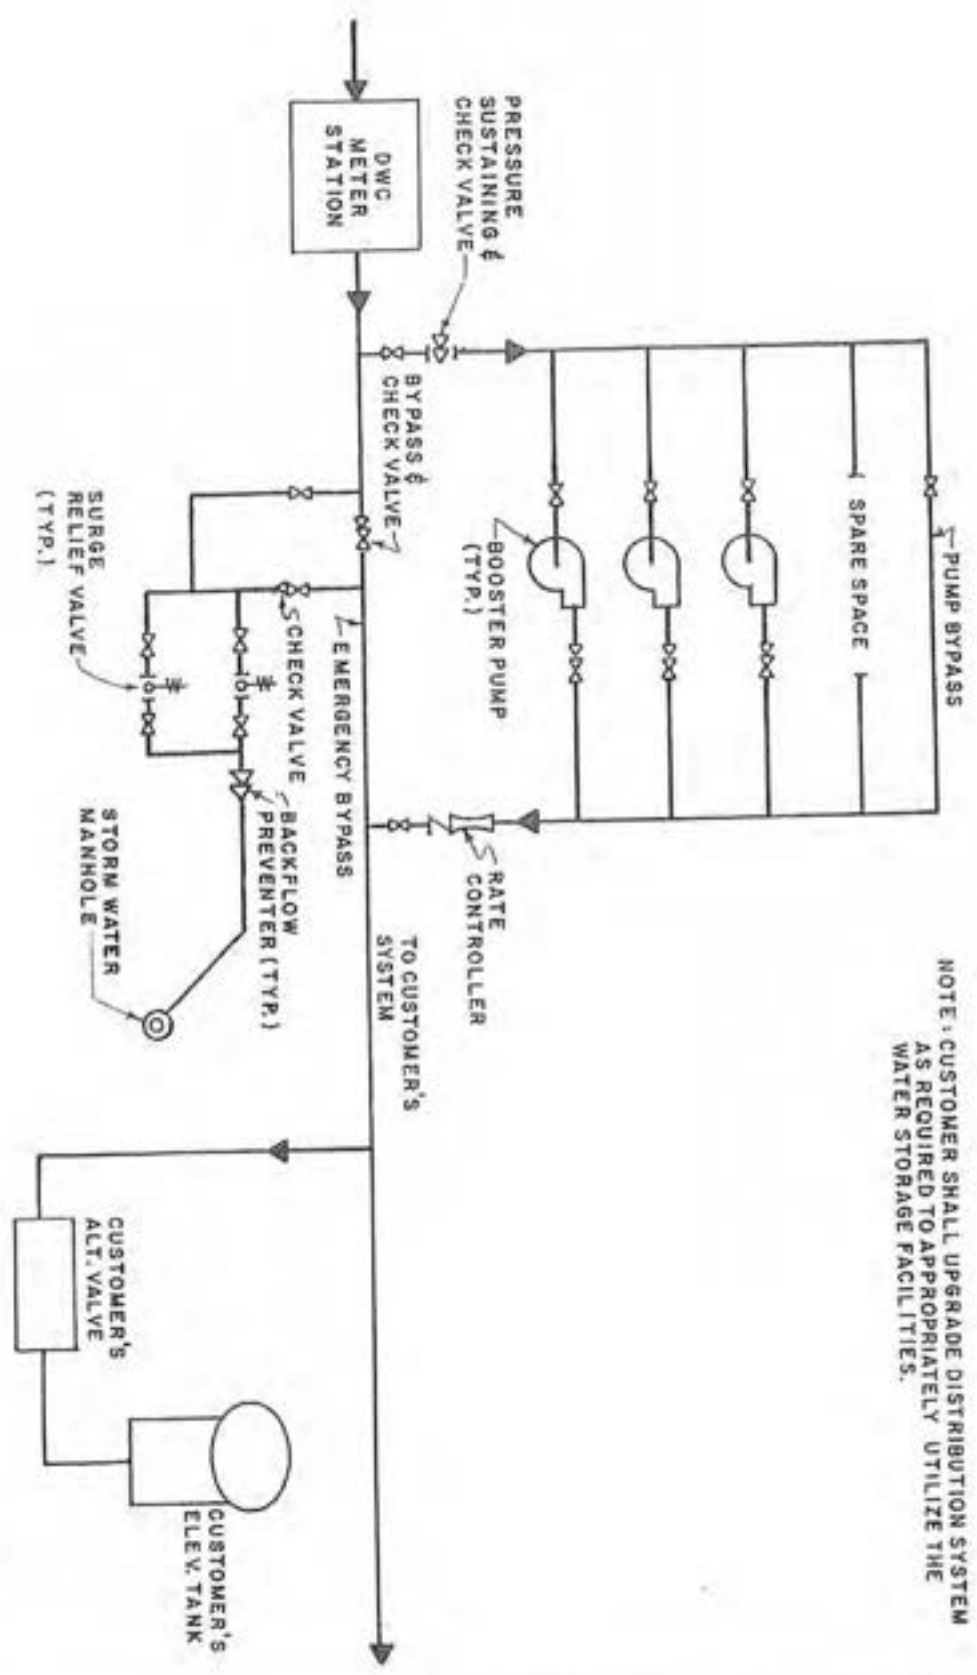 NOTE: CUSTOMER SHALL UPGRADE DISTRIBUTION SYSTEM
AS REQUIRED TO APPROPRIATELY UTILIZE THE
WATER STORAGE FACILITIES.
PUMP BYPASS
SPARE SPACE
PRESSURE
SUSTAINING &
CHECK VALVE
BOOSTER PUMP
(TYP.)
RATE
CONTROLLER
DWC
METER
STATION
BYPASS &
CHECK VALVE
TO CUSTOMER'S
SYSTEM
EMERGENCY BYPASS
CHECK VALVE
BACKFLOW
PREVENTER (TYP.)
SURGE
RELIEF VALVE
(TYP.)
STORM WATER
MANHOLE
CUSTOMER'S
ALT. VALVE
CUSTOMER'S
ELEV. TANK